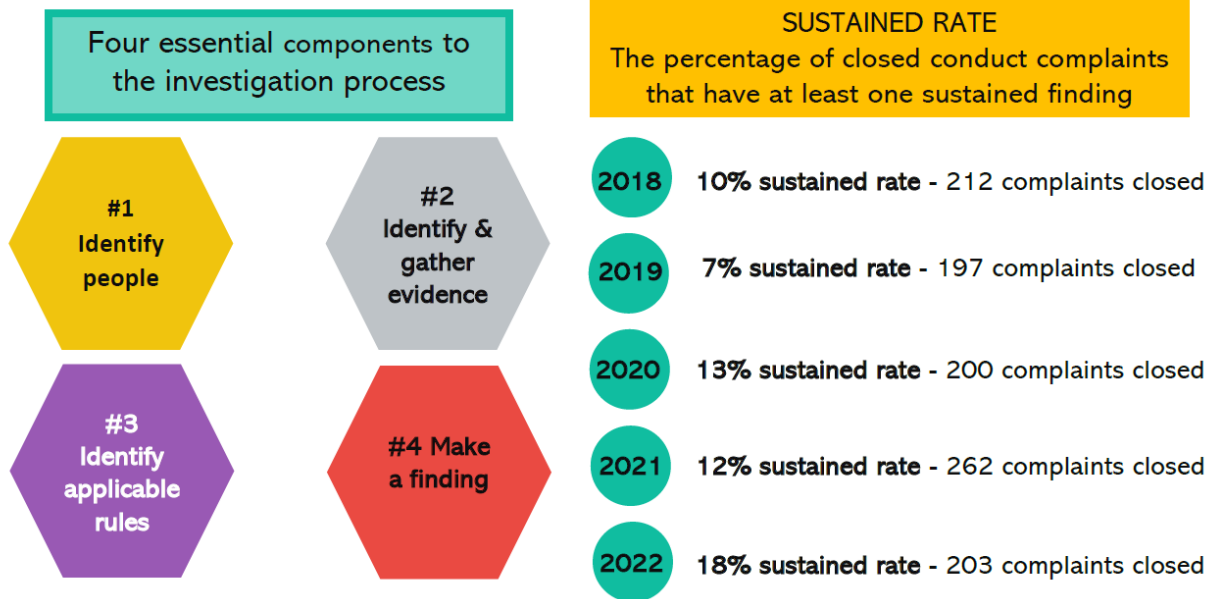 Four essential components to
the investigation process
#1
Identify
people
#2
Identify &
gather
evidence
#3
Identify
applicable
rules
#4 Make
a finding
SUSTAINED RATE
The percentage of closed conduct complaints
that have at least one sustained finding
2018 10% sustained rate - 212 complaints closed
2019 7% sustained rate - 197 complaints closed
2020 13% sustained rate - 200 complaints closed
2021 12% sustained rate - 262 complaints closed
2022 18% sustained rate - 203 complaints closed